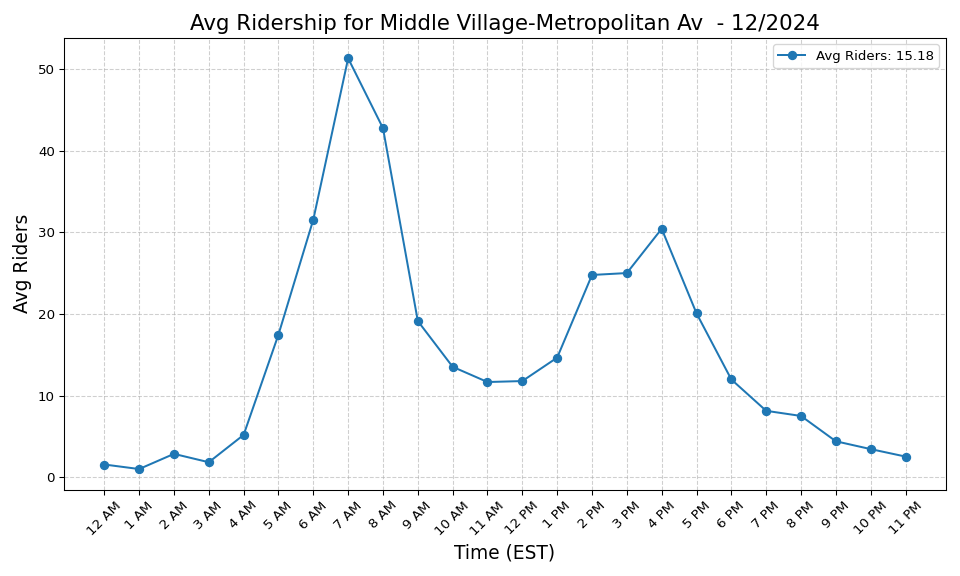 Avg Ridership for Middle Village-Metropolitan Av  - 12/2024
Avg Riders: 15.18
Avg Riders
50
40
30
20
10
0
12 AM
1 AM
2 AM
3 AM
4 AM
5 AM
6 AM
7 AM
8 AM
9 AM
10 AM
11 AM
12 PM
1 PM
2 PM
3 PM
4 PM
5 PM
6 PM
7 PM
8 PM
9 PM
10 PM
11 PM
Time (EST)